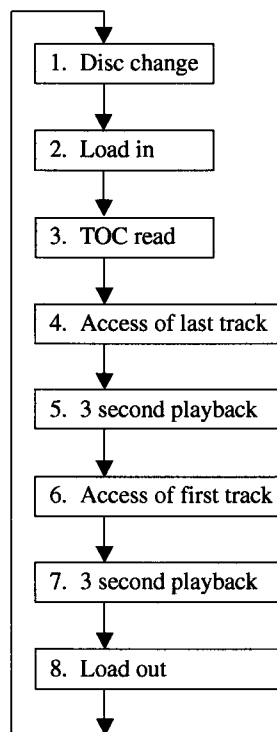 1. Disc change
2. Load in
3. TOC read
4. Access of last track
5. 3 second playback
6. Access of first track
7. 3 second playback
8. Load out